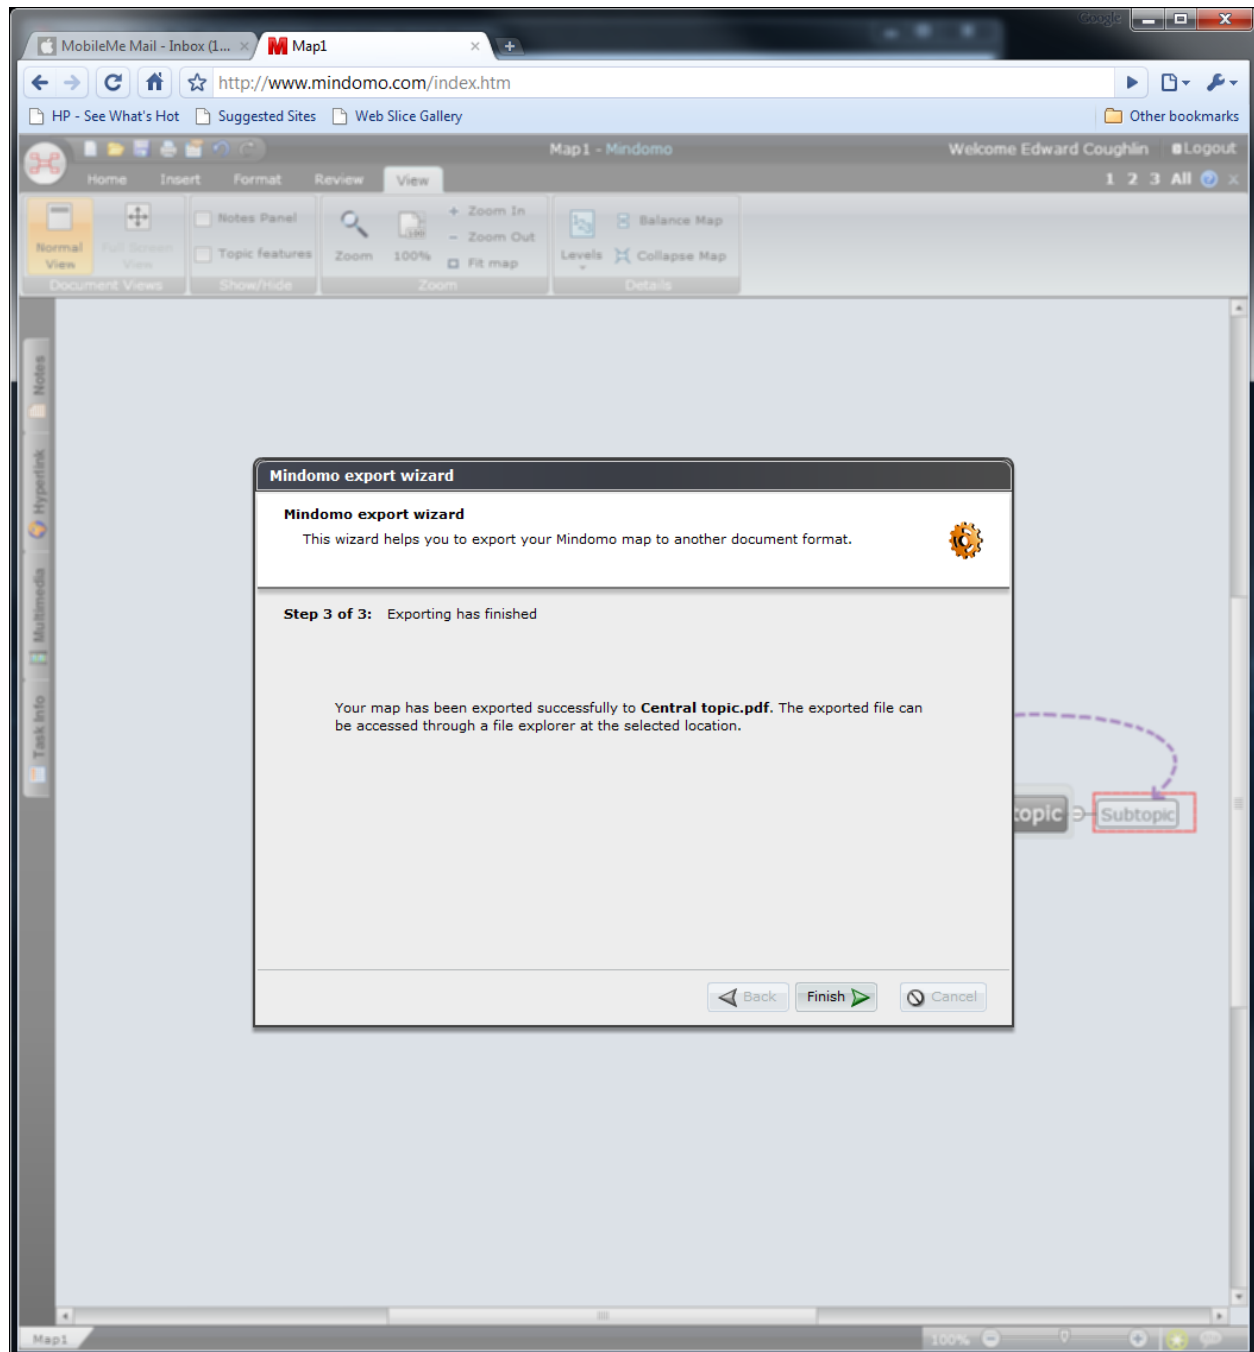 Google
MobileMe Mail - Inbox (1...
Map1
http://www.mindomo.com/index.htm
HP - See What's Hot
Suggested Sites
Web Slice Gallery
Other bookmarks
Map1 - Mindomo
Welcome Edward Coughlin
Logout
Home
Insert
Format
Review
View
1 2 3 All
Normal View
Full Screen View
Document Views
Notes Panel
Topic features
Show/Hide
Zoom
100%
+ Zoom In
- Zoom Out
Fit map
Zoom
Levels
Balance Map
Collapse Map
Details
Notes
Hyperlink
Multimedia
Task Info
Mindomo export wizard
Mindomo export wizard
This wizard helps you to export your Mindomo map to another document format.
Step 3 of 3: Exporting has finished
Your map has been exported successfully to Central topic.pdf. The exported file can
be accessed through a file explorer at the selected location.
topic
Subtopic
Back
Finish
Cancel
Map1
100%